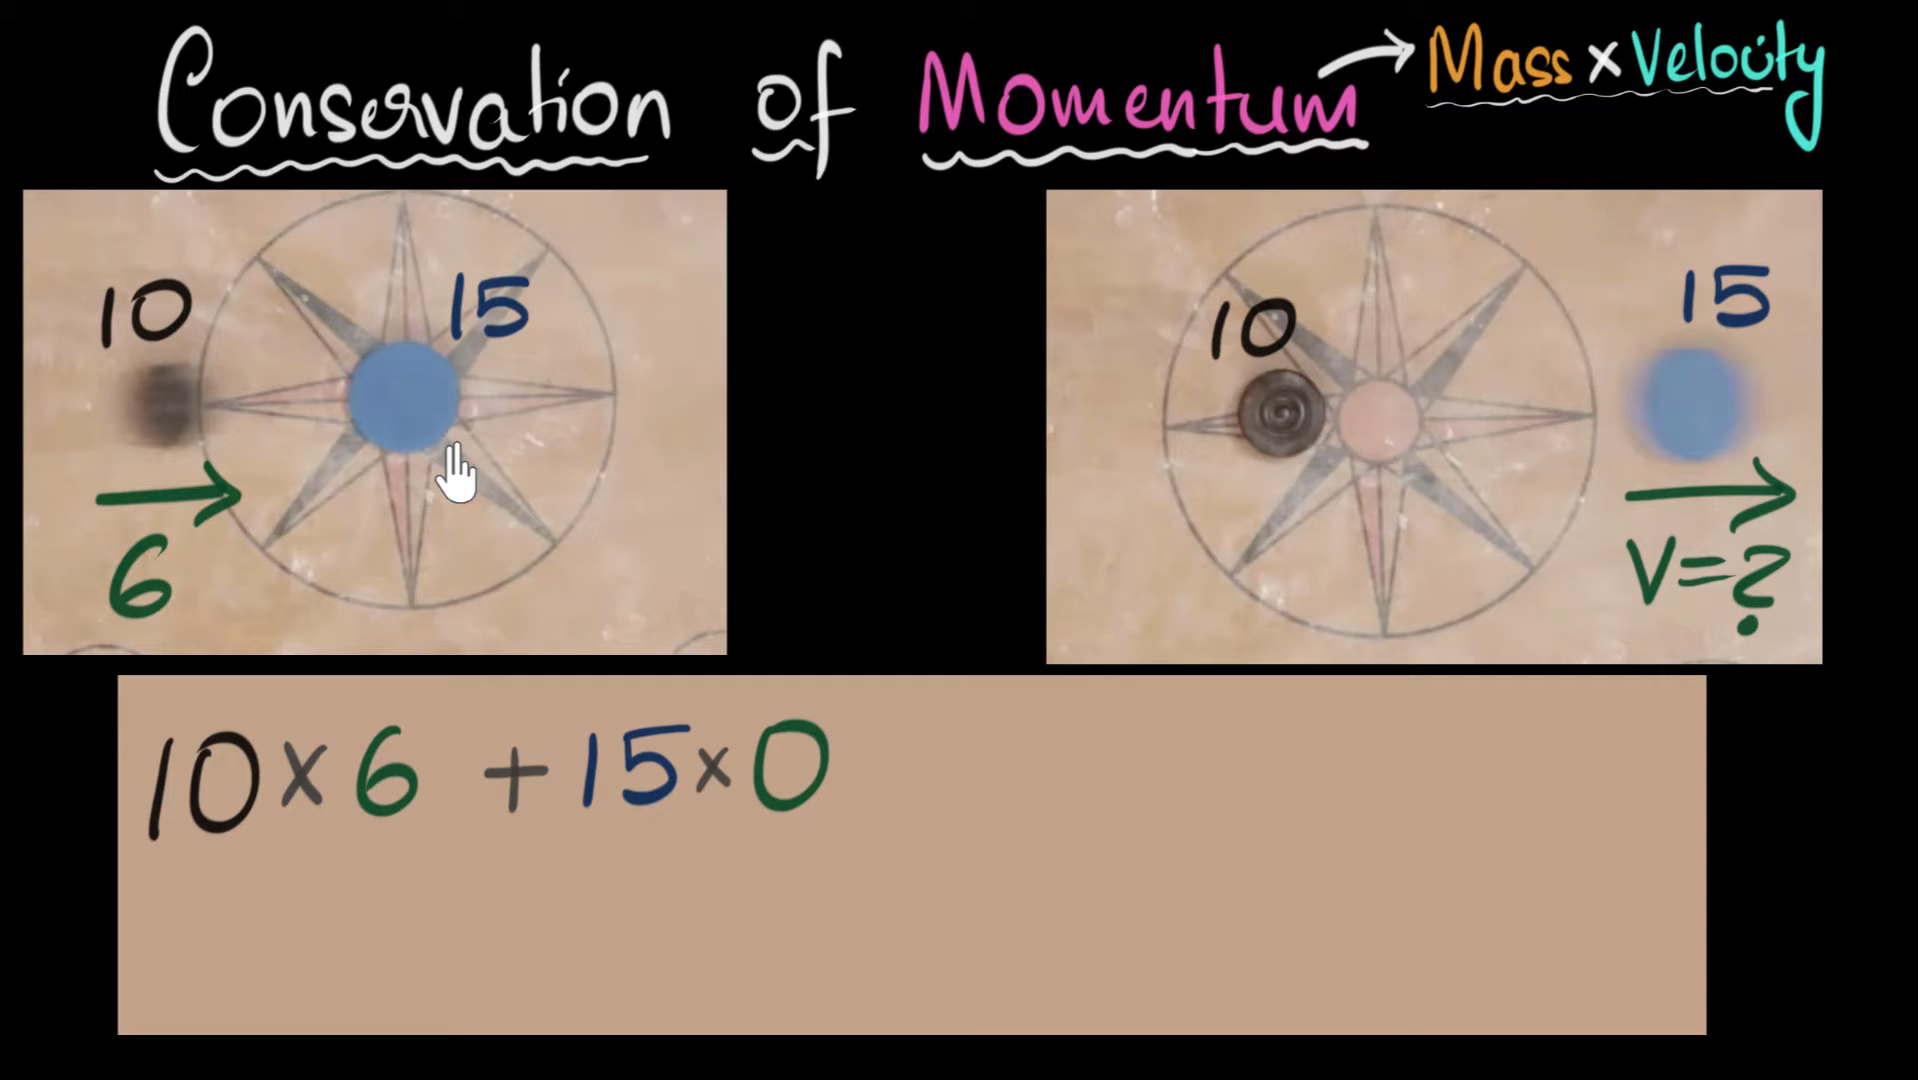 Conservation of Momentum → Mass × Velocity
10
15
6
10
15
V=?
10 × 6 + 15 × 0